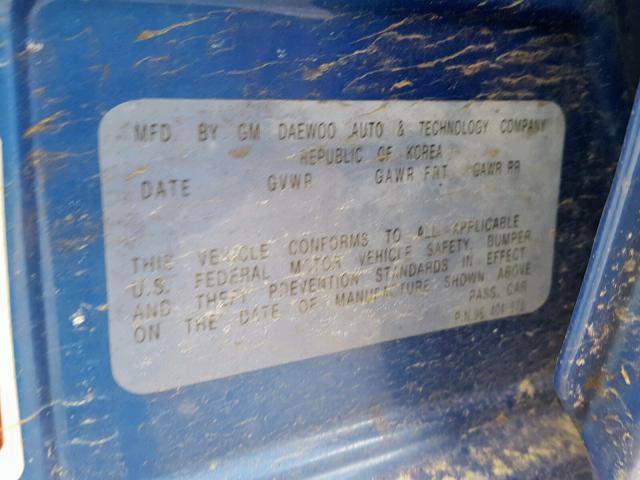 MFD. BY GM DAEWOO AUTO & TECHNOLOGY COMPANY
REPUBLIC OF KOREA
DATE GVWR GAWR FRT GAWR RR
THIS VEHICLE CONFORMS TO ALL APPLICABLE
U.S. FEDERAL MOTOR VEHICLE SAFETY, BUMPER
AND THEFT PREVENTION STANDARDS IN EFFECT
ON THE DATE OF MANUFACTURE SHOWN ABOVE
PASS. CAR
P.N.96 404